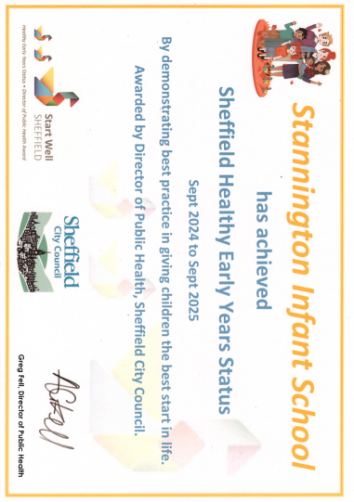 Stannington Infant School
has achieved
Sheffield Healthy Early Years Status
Sept 2024 to Sept 2025
By demonstrating best practice in giving children the best start in life.
Awarded by Director of Public Health, Sheffield City Council.
Start Well
SHEFFIELD
Healthy Early Years Status • Director of Public Health Award
Sheffield
City Council
Greg Fell, Director of Public Health